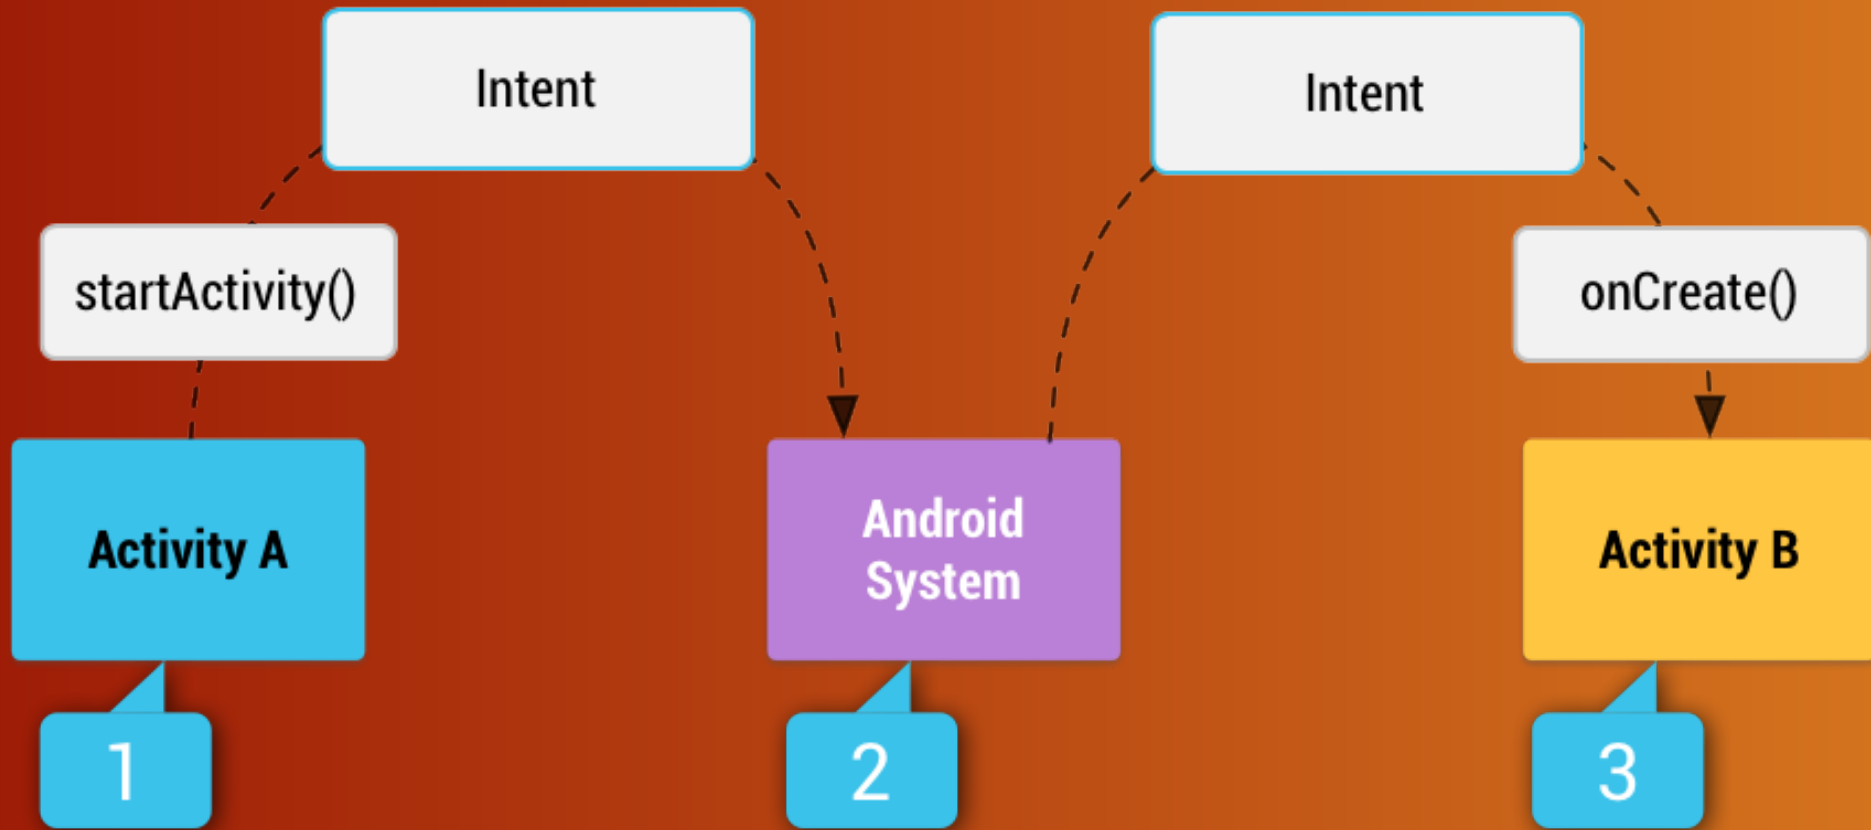 Intent
Intent
startActivity()
onCreate()
Activity A
Android
System
Activity B
1
2
3